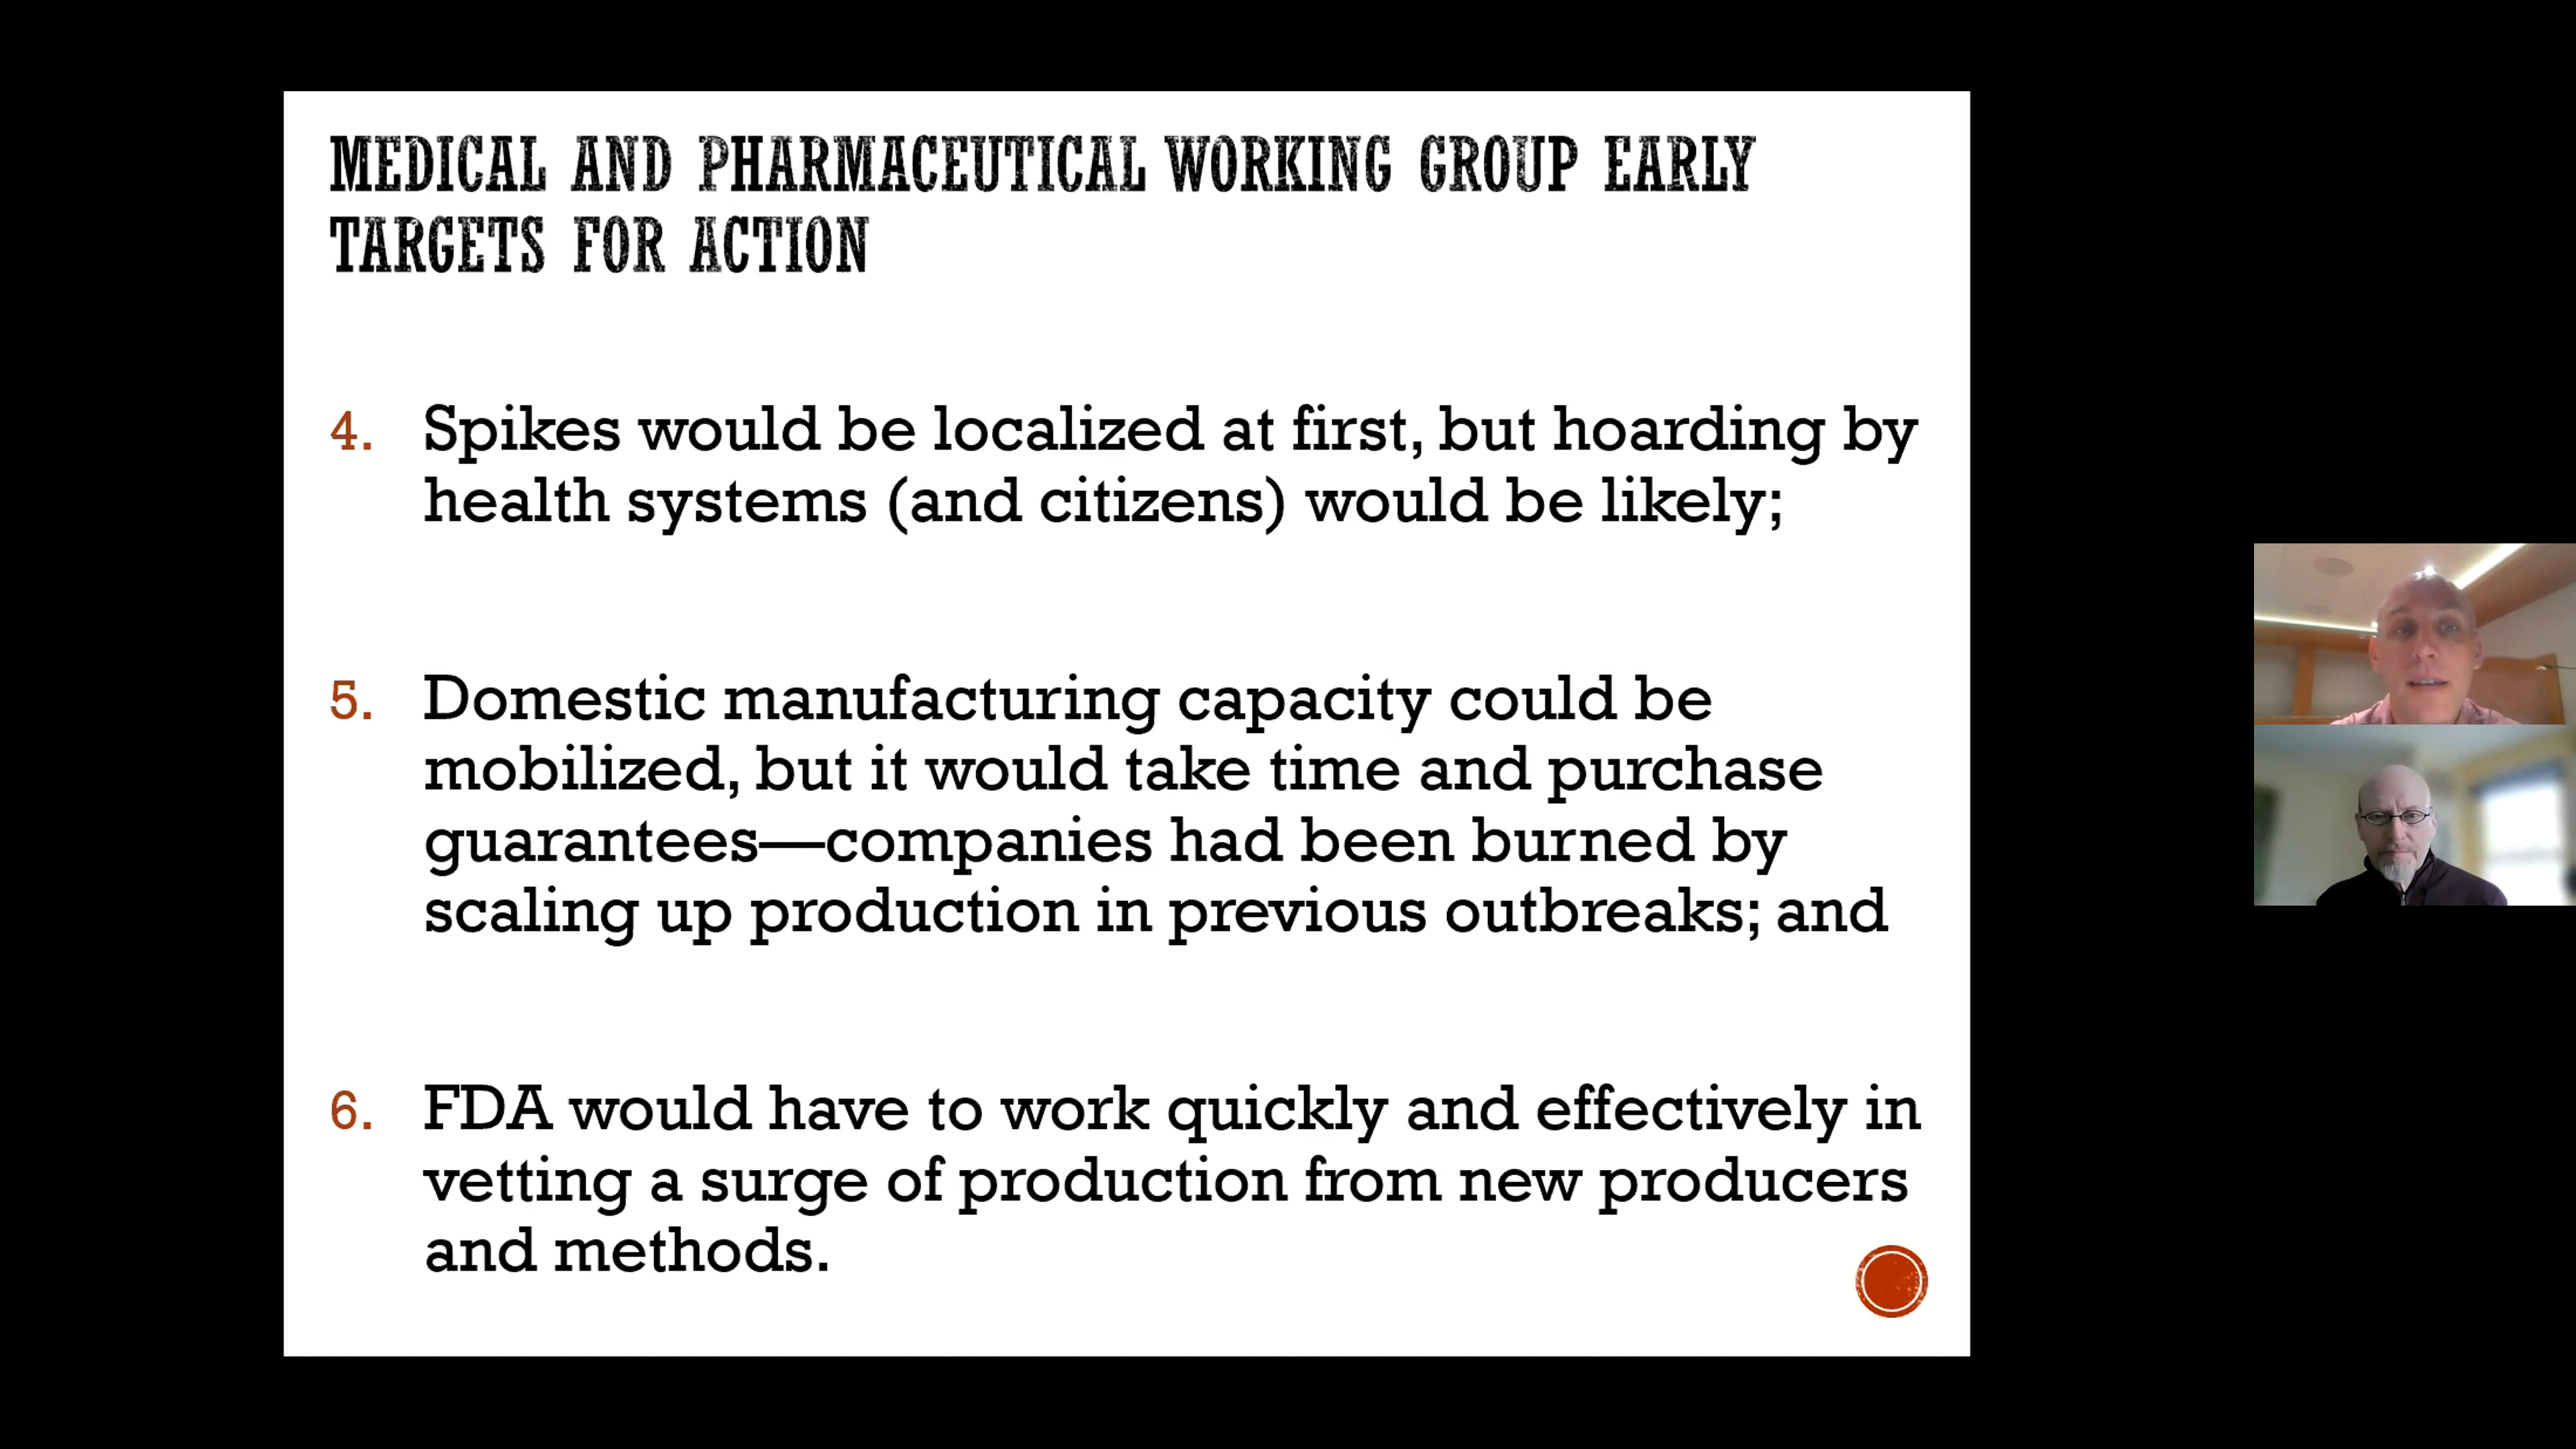 MEDICAL AND PHARMACEUTICAL WORKING GROUP EARLY
TARGETS FOR ACTION
4. Spikes would be localized at first, but hoarding by
health systems (and citizens) would be likely;
5. Domestic manufacturing capacity could be
mobilized, but it would take time and purchase
guarantees—companies had been burned by
scaling up production in previous outbreaks; and
6. FDA would have to work quickly and effectively in
vetting a surge of production from new producers
and methods.